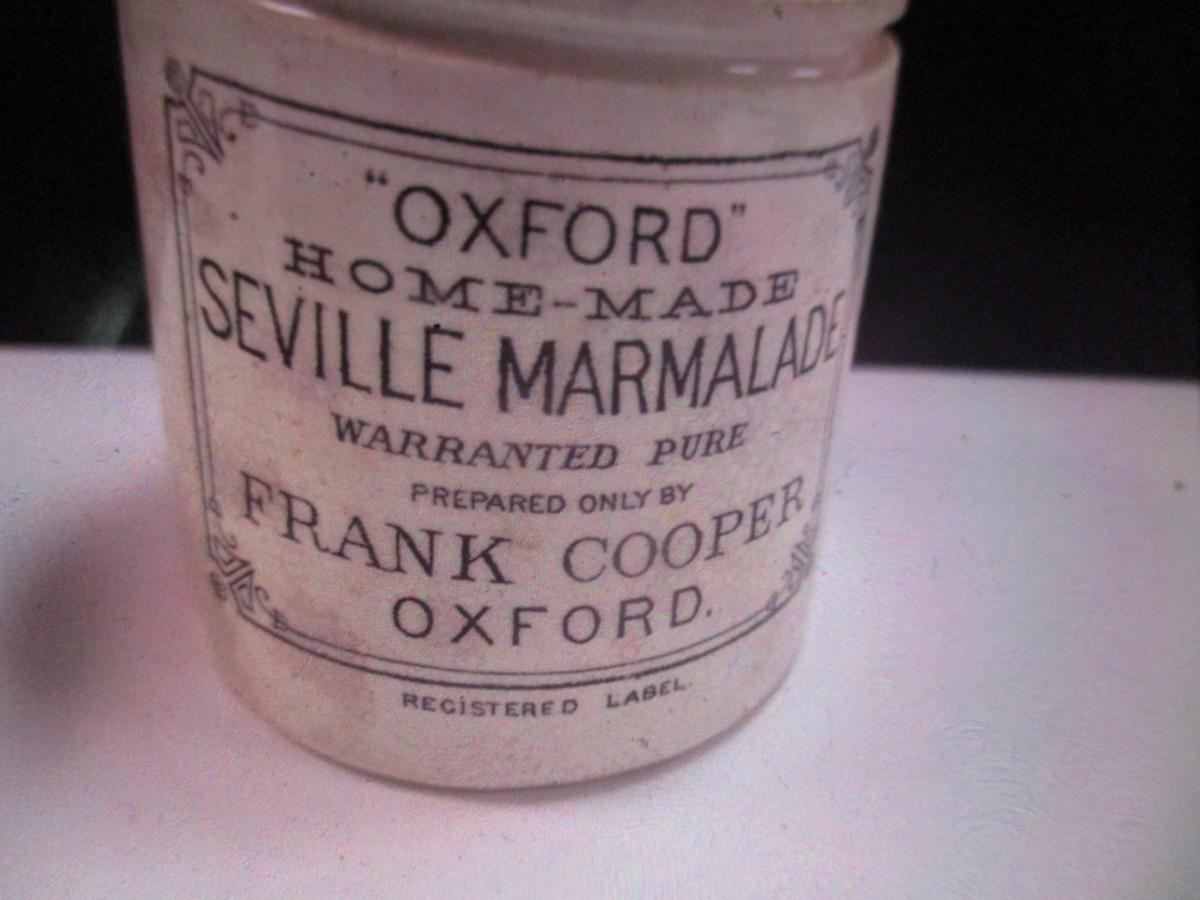 "OXFORD"
HOME-MADE
SEVILLE MARMALADE,
WARRANTED PURE
PREPARED ONLY BY
FRANK COOPER
OXFORD.
REGISTERED LABEL.